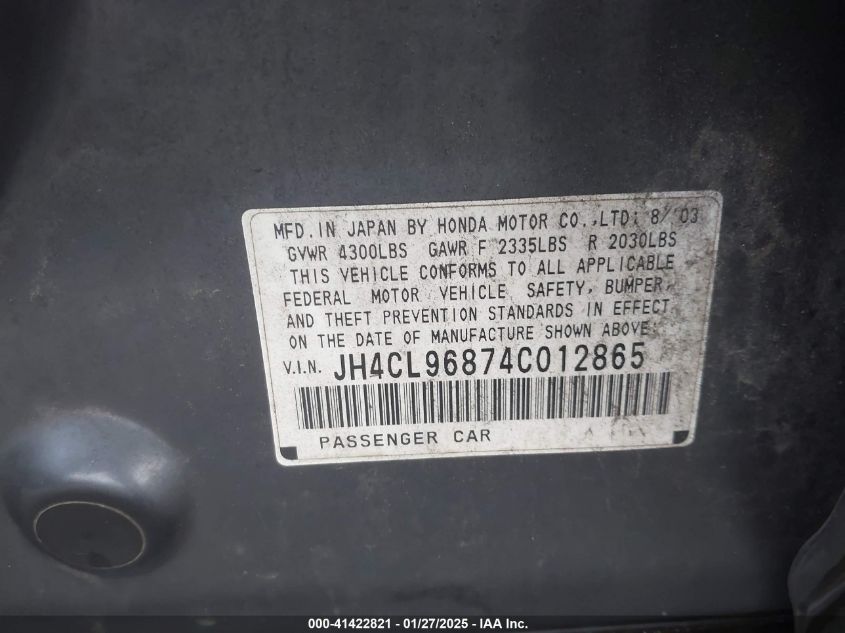 MFD. IN JAPAN BY HONDA MOTOR CO., LTD: 8/'03
GVWR 4300LBS GAWR F 2335LBS R 2030LBS
THIS VEHICLE CONFORMS TO ALL APPLICABLE
FEDERAL MOTOR VEHICLE SAFETY, BUMPER,
AND THEFT PREVENTION STANDARDS IN EFFECT
ON THE DATE OF MANUFACTURE SHOWN ABOVE.
V.I.N. JH4CL96874C012865
PASSENGER CAR
000-41422821 - 01/27/2025 - IAA Inc.